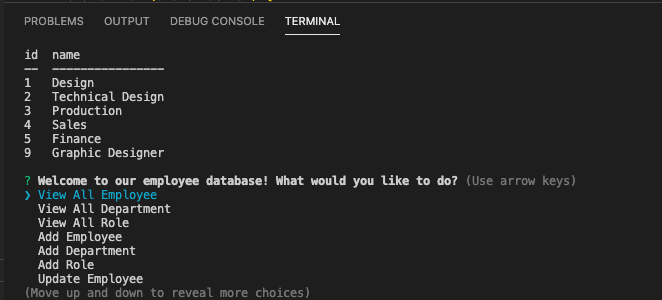 PROBLEMS OUTPUT DEBUG CONSOLE TERMINAL
id name
-- ----------------
1 Design
2 Technical Design
3 Production
4 Sales
5 Finance
9 Graphic Designer
? Welcome to our employee database! What would you like to do? (Use arrow keys)
❯ View All Employee
View All Department
View All Role
Add Employee
Add Department
Add Role
Update Employee
(Move up and down to reveal more choices)